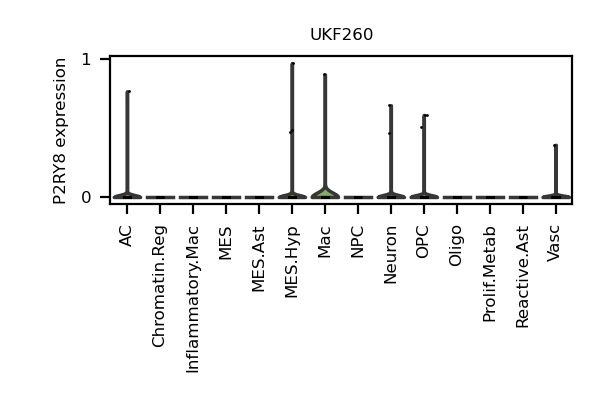 UKF260
P2RY8 expression
1
0
AC
Chromatin.Reg
Inflammatory.Mac
MES
MES.Ast
MES.Hyp
Mac
NPC
Neuron
OPC
Oligo
Prolif.Metab
Reactive.Ast
Vasc